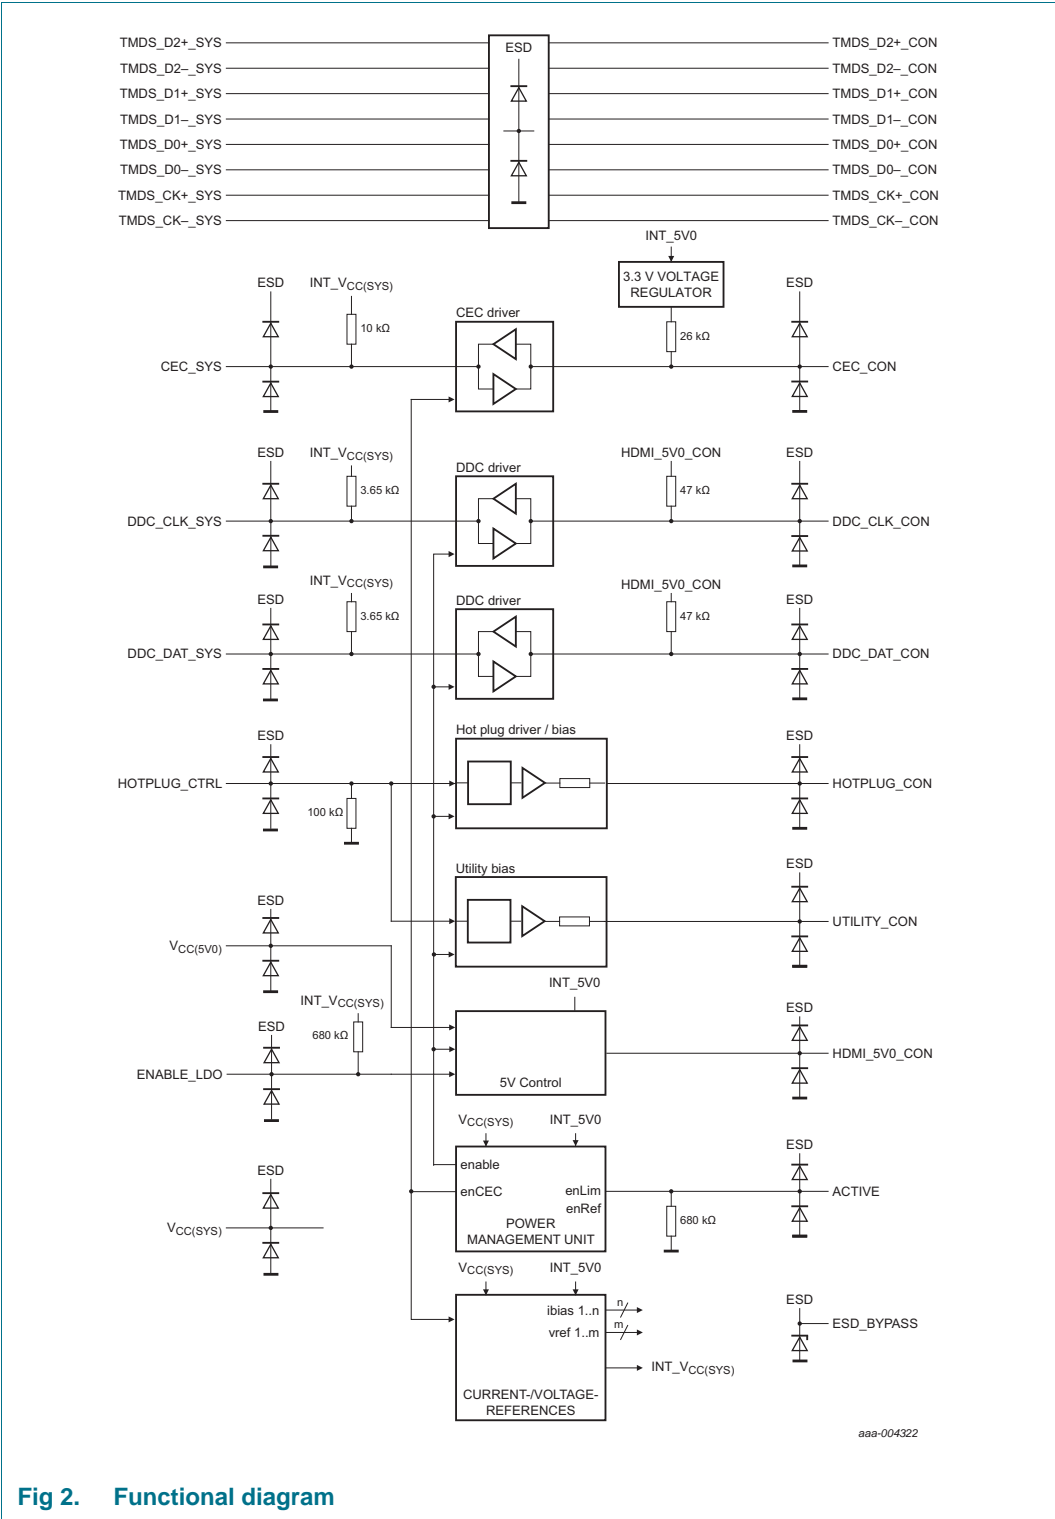 TMDS_D2+_SYS
ESD
TMDS_D2+_CON
TMDS_D2–_SYS
TMDS_D2–_CON
TMDS_D1+_SYS
TMDS_D1+_CON
TMDS_D1–_SYS
TMDS_D1–_CON
TMDS_D0+_SYS
TMDS_D0+_CON
TMDS_D0–_SYS
TMDS_D0–_CON
TMDS_CK+_SYS
TMDS_CK+_CON
TMDS_CK–_SYS
TMDS_CK–_CON
INT_5V0
3.3 V VOLTAGE
REGULATOR
ESD
INT_VCC(SYS)
ESD
CEC driver
10 kΩ
26 kΩ
CEC_SYS
CEC_CON
ESD
INT_VCC(SYS)
HDMI_5V0_CON
ESD
DDC driver
3.65 kΩ
47 kΩ
DDC_CLK_SYS
DDC_CLK_CON
INT_VCC(SYS)
HDMI_5V0_CON
ESD
DDC driver
ESD
3.65 kΩ
47 kΩ
DDC_DAT_SYS
DDC_DAT_CON
ESD
Hot plug driver / bias
ESD
HOTPLUG_CTRL
HOTPLUG_CON
100 kΩ
Utility bias
ESD
ESD
UTILITY_CON
VCC(5V0)
INT_5V0
INT_VCC(SYS)
ESD
ESD
680 kΩ
HDMI_5V0_CON
ENABLE_LDO
5V Control
VCC(SYS)
INT_5V0
ESD
enable
ESD
enCEC
enLim
ACTIVE
enRef
680 kΩ
POWER
MANAGEMENT UNIT
VCC(SYS)
VCC(SYS)
INT_5V0
ESD
ibias 1..n
n
ESD_BYPASS
vref 1..m
m
INT_VCC(SYS)
CURRENT-/VOLTAGE-
REFERENCES
aaa-004322
Fig 2. Functional diagram